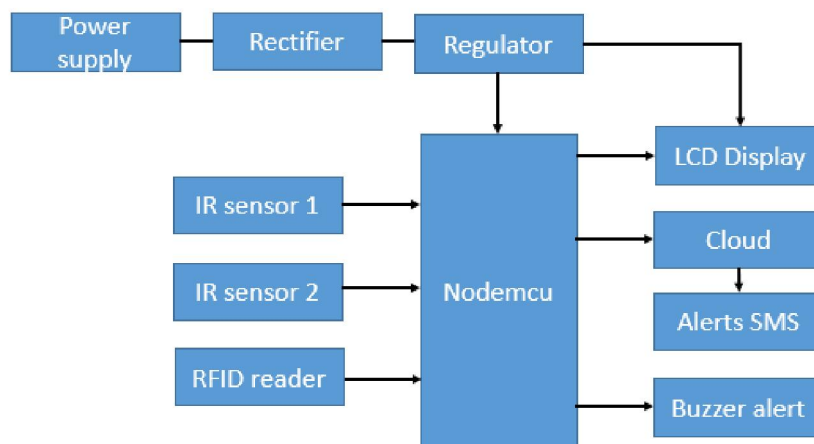 Power
supply
Rectifier
Regulator
LCD Display
IR sensor 1
Cloud
IR sensor 2
Nodemcu
Alerts SMS
RFID reader
Buzzer alert